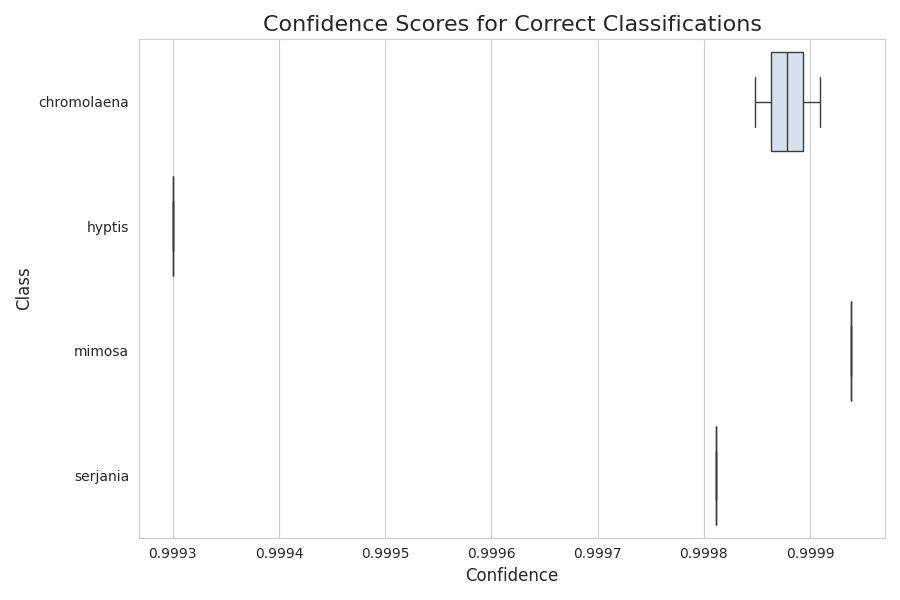 Confidence Scores for Correct Classifications
chromolaena
hyptis
mimosa
serjania
Class
0.9993 0.9994 0.9995 0.9996 0.9997 0.9998 0.9999
Confidence